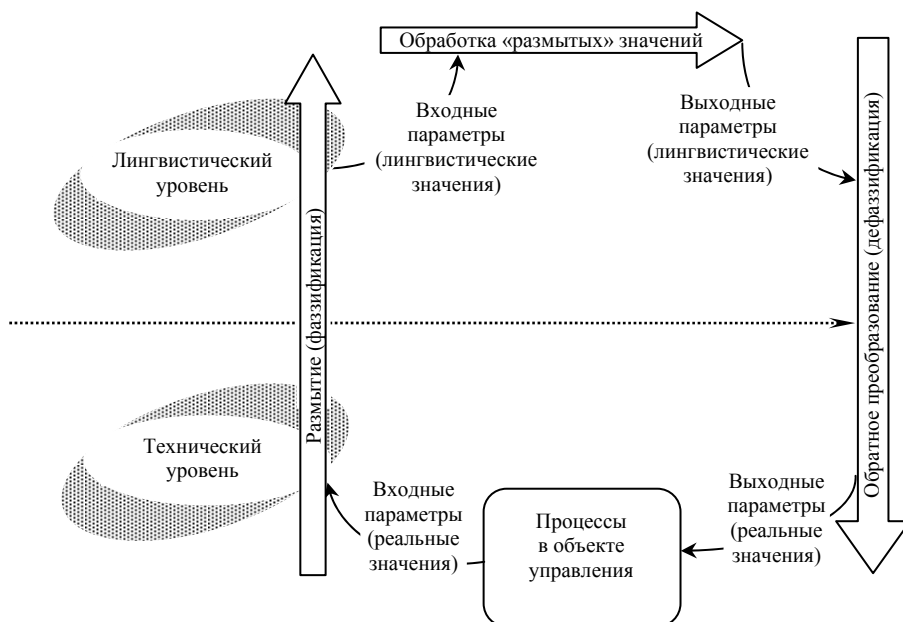 Обработка «размытых» значений
Входные
параметры
(лингвистические
значения)
Выходные
параметры
(лингвистические
значения)
Лингвистический
уровень
Размытие (фаззификация)
Обратное преобразование (дефаззификация)
Технический
уровень
Входные
параметры
(реальные
значения)
Процессы
в объекте
управления
Выходные
параметры
(реальные
значения)